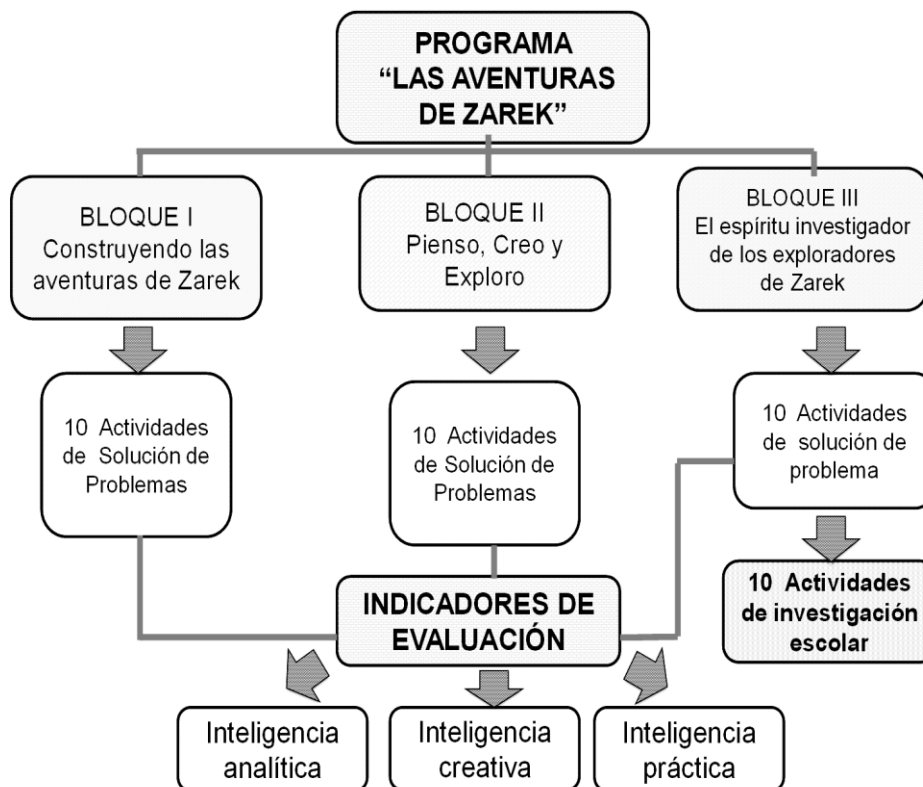 PROGRAMA
“LAS AVENTURAS
DE ZAREK”
BLOQUE I
Construyendo las
aventuras de Zarek
BLOQUE II
Pienso, Creo y
Exploro
BLOQUE III
El espíritu investigador
de los exploradores
de Zarek
10 Actividades
de Solución de
Problemas
10 Actividades
de Solución de
Problemas
10 Actividades
de solución de
problema
10 Actividades
de investigación
escolar
INDICADORES DE
EVALUACIÓN
Inteligencia
analítica
Inteligencia
creativa
Inteligencia
práctica